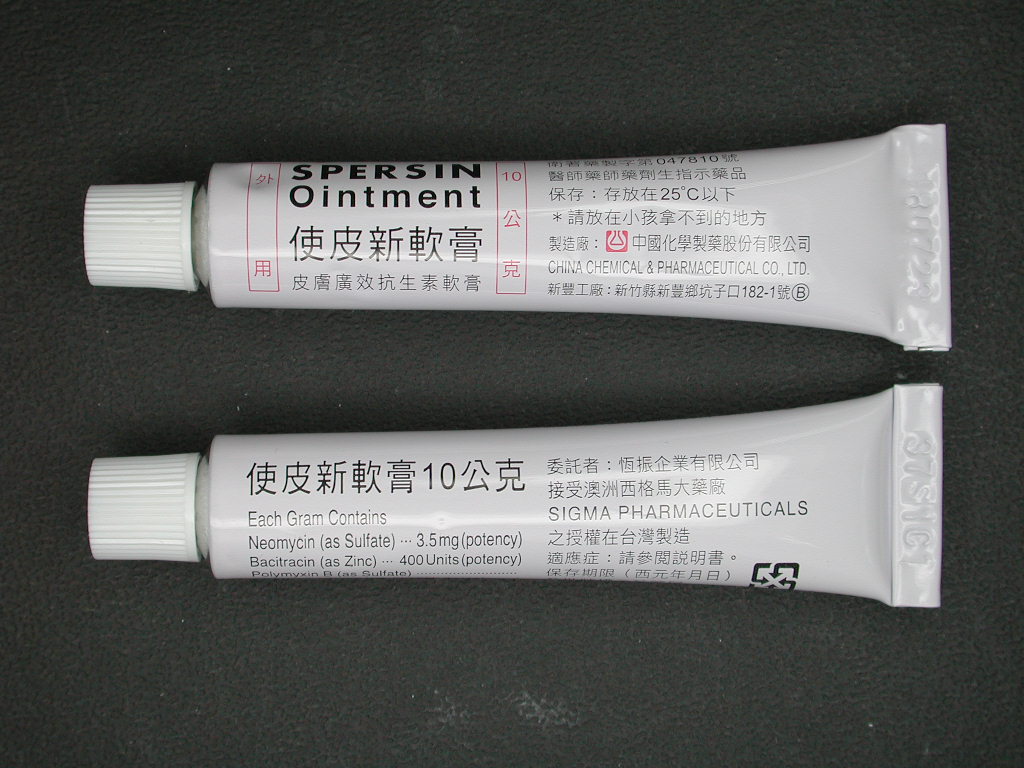 外用
SPERSIN
Ointment
使皮新軟膏
皮膚廣效抗生素軟膏
10公克
衛署藥製字第047810號
醫師藥師藥劑生指示藥品
保存：存放在25°C以下
＊請放在小孩拿不到的地方
製造廠：中國化學製藥股份有限公司
CHINA CHEMICAL & PHARMACEUTICAL CO., LTD.
新豐工廠：新竹縣新豐鄉坑子口182-1號Ⓑ
使皮新軟膏10公克
Each Gram Contains
Neomycin (as Sulfate) ··· 3.5mg (potency)
Bacitracin (as Zinc) ··· 400Units (potency)
Polymyxin B (as Sulfate)
委託者：恆振企業有限公司
接受澳洲西格馬大藥廠
SIGMA PHARMACEUTICALS
之授權在台灣製造
適應症：請參閱說明書。
保存期限（西元年月日）